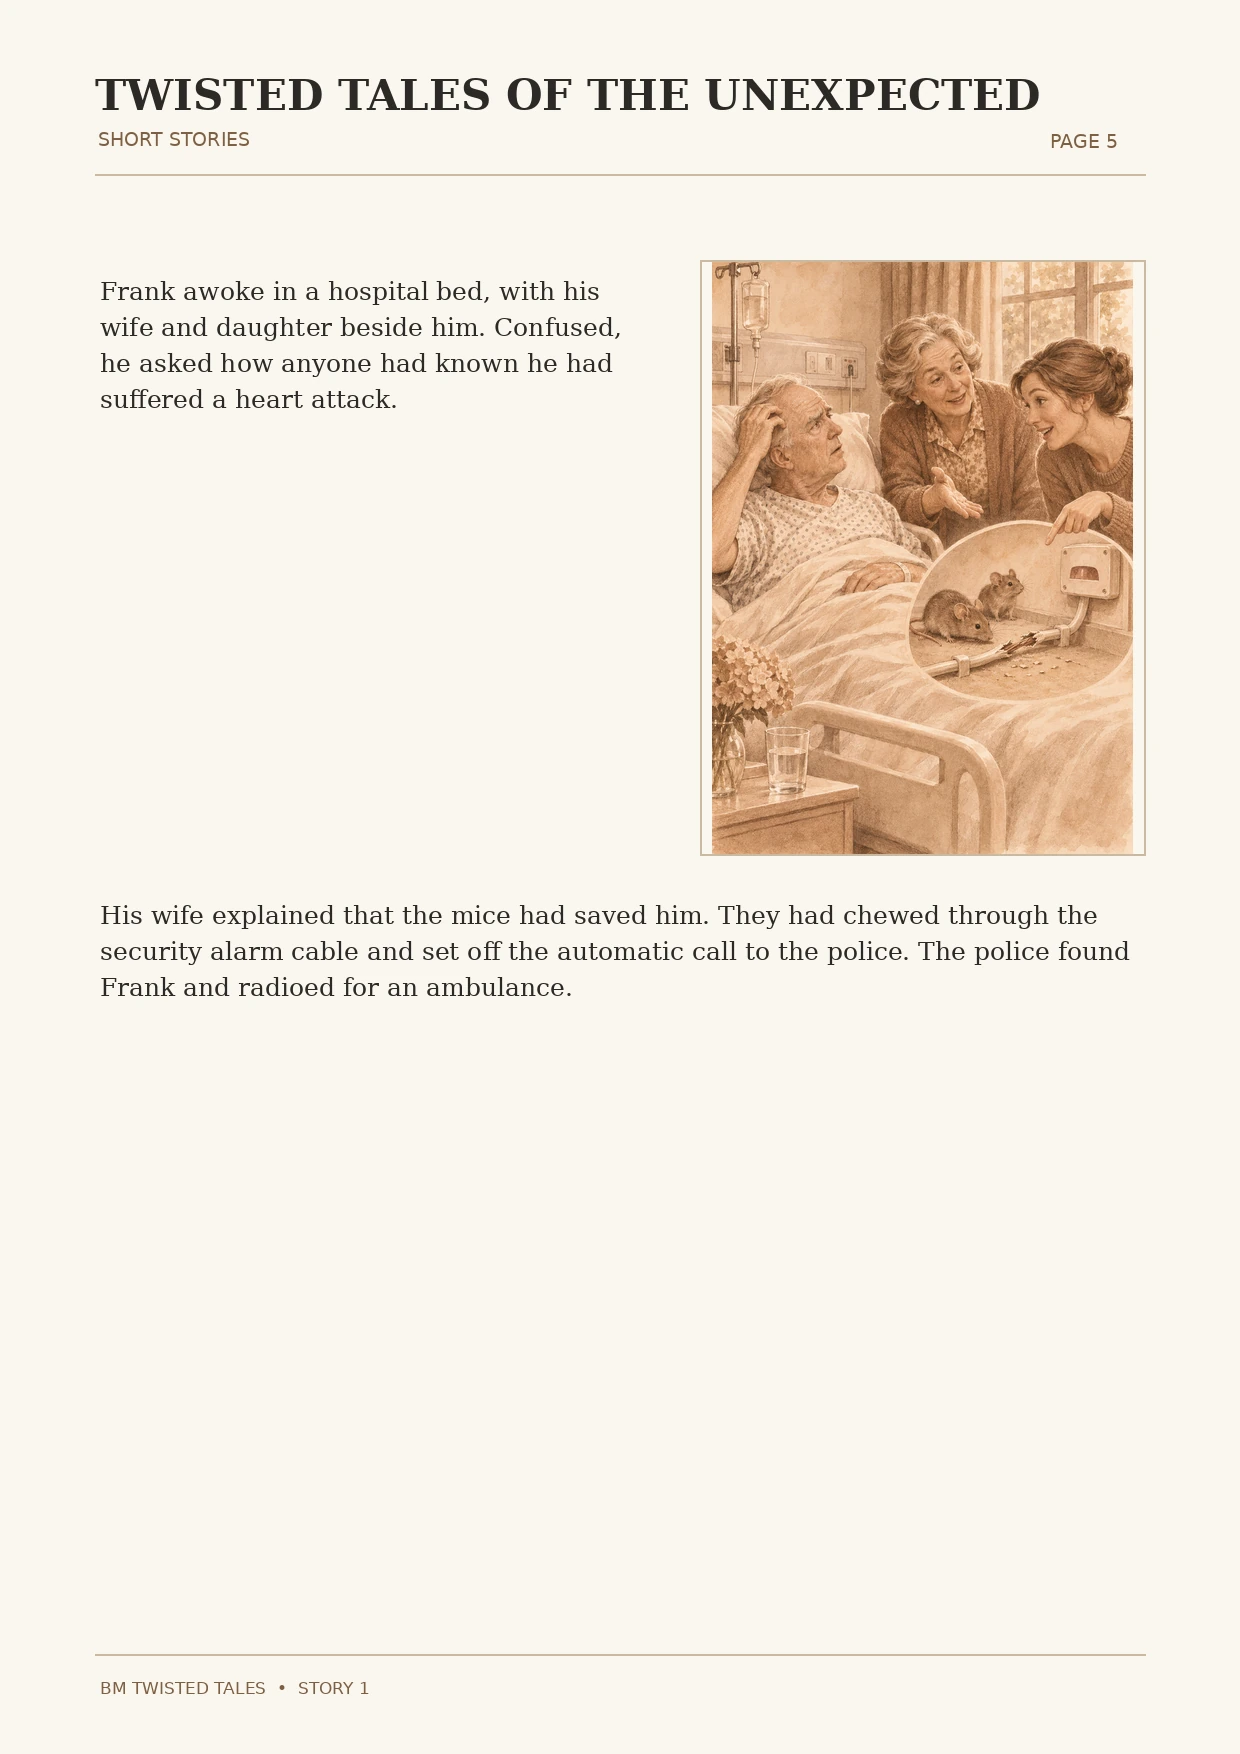 TWISTED TALES OF THE UNEXPECTED
SHORT STORIES
PAGE 5
Frank awoke in a hospital bed, with his
wife and daughter beside him. Confused,
he asked how anyone had known he had
suffered a heart attack.
His wife explained that the mice had saved him. They had chewed through the
security alarm cable and set off the automatic call to the police. The police found
Frank and radioed for an ambulance.
BM TWISTED TALES • STORY 1